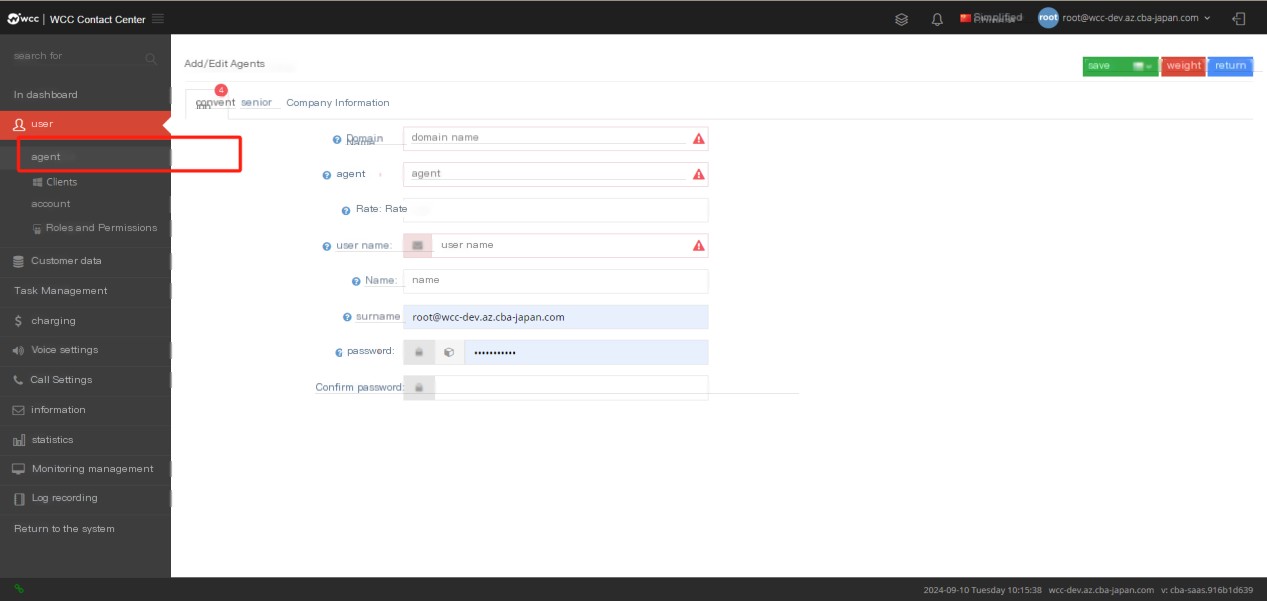 wcc | WCC Contact Center
Simplified
root root@wcc-dev.az.cba-japan.com
search for
In dashboard
user
agent
Clients
account
Roles and Permissions
Customer data
Task Management
charging
Voice settings
Call Settings
information
statistics
Monitoring management
Log recording
Return to the system
Add/Edit Agents
save weight return
4
convent senior Company Information
Domain Name domain name
agent agent
Rate: Rate
user name: user name
Name: name
surname root@wcc-dev.az.cba-japan.com
password: •••••••••••
Confirm password:
2024-09-10 Tuesday 10:15:38 wcc-dev.az.cba-japan.com v: cba-saas.916b1d639